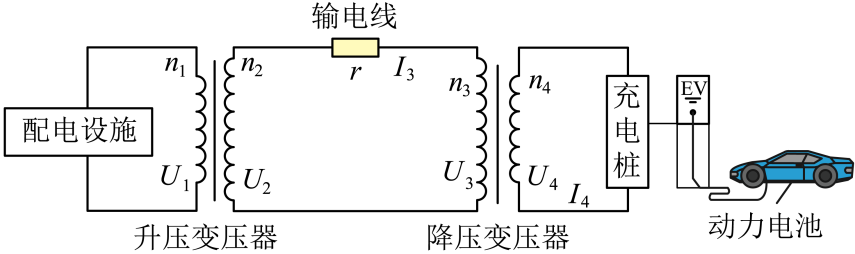 输电线
n₁
n₂
r
I₃
n₃
n₄
配电设施
充电桩
EV
U₁
U₂
U₃
U₄
I₄
升压变压器
降压变压器
动力电池